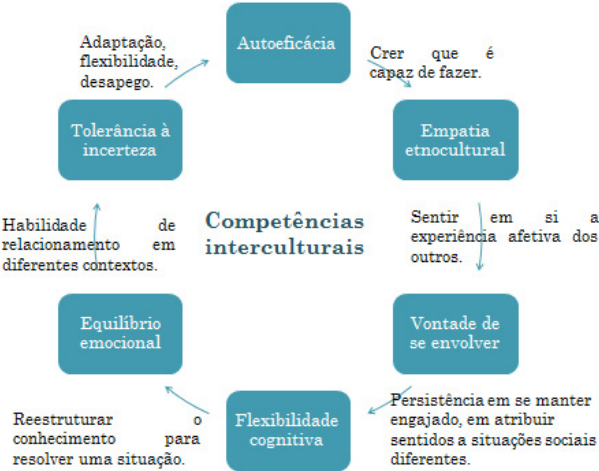 Autoeficácia
Crer que é
capaz de fazer.
Empatia
etnocultural
Sentir em si a
experiência afetiva dos
outros.
Vontade de
se envolver
Persistência em se manter
engajado, em atribuir
sentidos a situações sociais
diferentes.
Flexibilidade
cognitiva
Reestruturar o
conhecimento para
resolver uma situação.
Equilíbrio
emocional
Habilidade de
relacionamento em
diferentes contextos.
Tolerância à
incerteza
Adaptação,
flexibilidade,
desapego.
Competências
interculturais